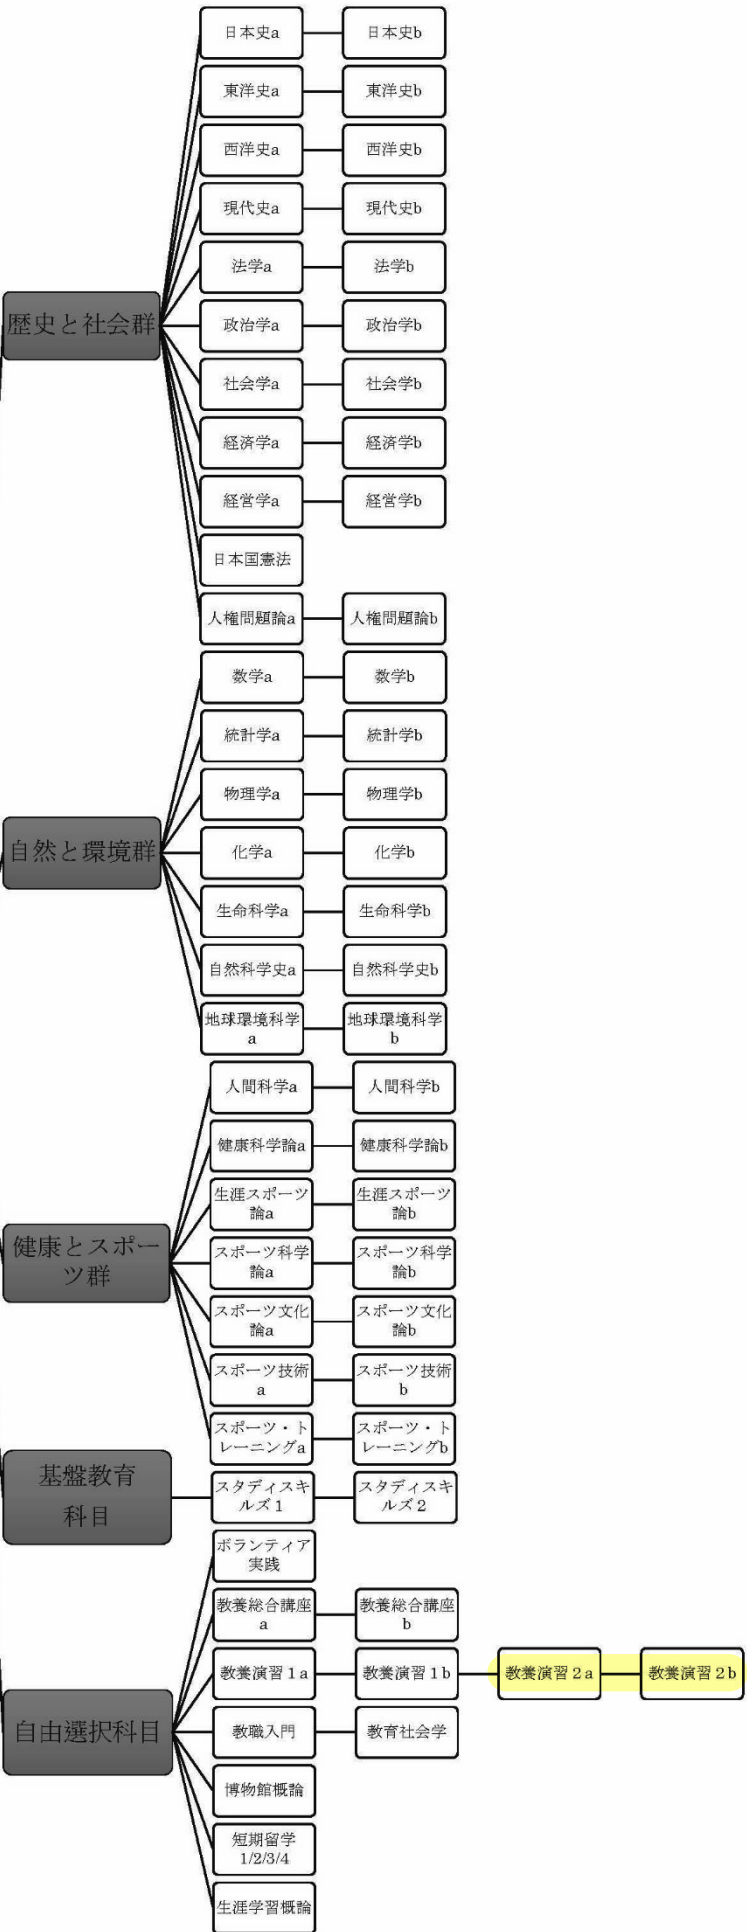 歴史と社会群
日本史a
日本史b
東洋史a
東洋史b
西洋史a
西洋史b
現代史a
現代史b
法学a
法学b
政治学a
政治学b
社会学a
社会学b
経済学a
経済学b
経営学a
経営学b
日本国憲法
人権問題論a
人権問題論b
自然と環境群
数学a
数学b
統計学a
統計学b
物理学a
物理学b
化学a
化学b
生命科学a
生命科学b
自然科学史a
自然科学史b
地球環境科学
a
地球環境科学
b
健康とスポー
ツ群
人間科学a
人間科学b
健康科学論a
健康科学論b
生涯スポーツ
論a
生涯スポーツ
論b
スポーツ科学
論a
スポーツ科学
論b
スポーツ文化
論a
スポーツ文化
論b
スポーツ技術
a
スポーツ技術
b
スポーツ・ト
レーニングa
スポーツ・ト
レーニングb
基盤教育
科目
スタディスキ
ルズ１
スタディスキ
ルズ２
自由選択科目
ボランティア
実践
教養総合講座
a
教養総合講座
b
教養演習１a
教養演習１b
教養演習２a
教養演習２b
教職入門
教育社会学
博物館概論
短期留学
1/2/3/4
生涯学習概論